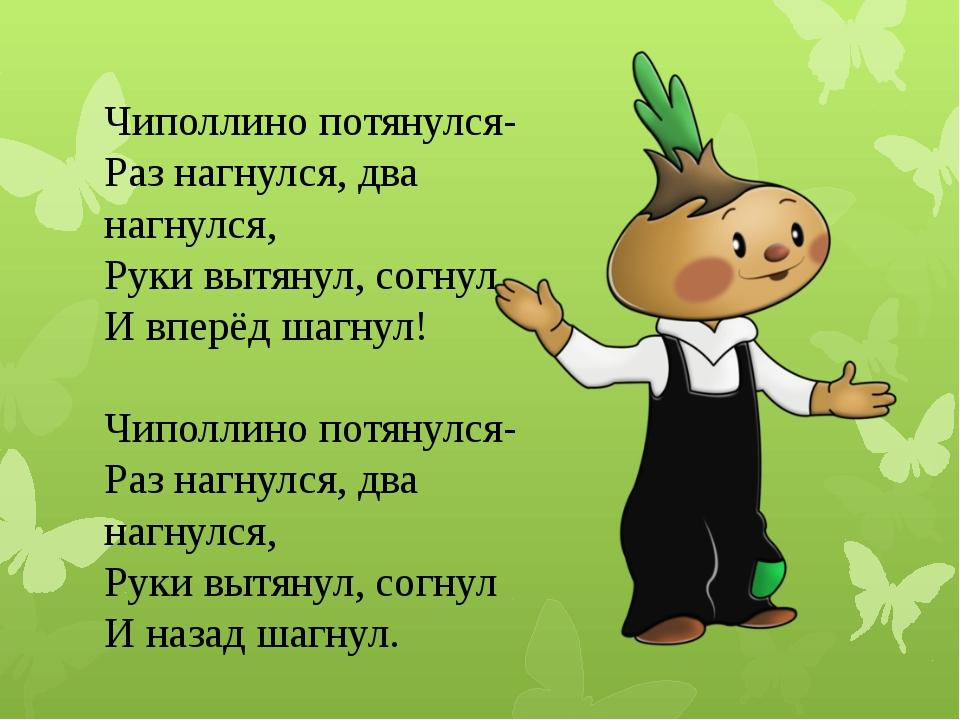 Чиполлино потянулся-
Раз нагнулся, два
нагнулся,
Руки вытянул, согнул
И вперёд шагнул!
Чиполлино потянулся-
Раз нагнулся, два
нагнулся,
Руки вытянул, согнул
И назад шагнул.